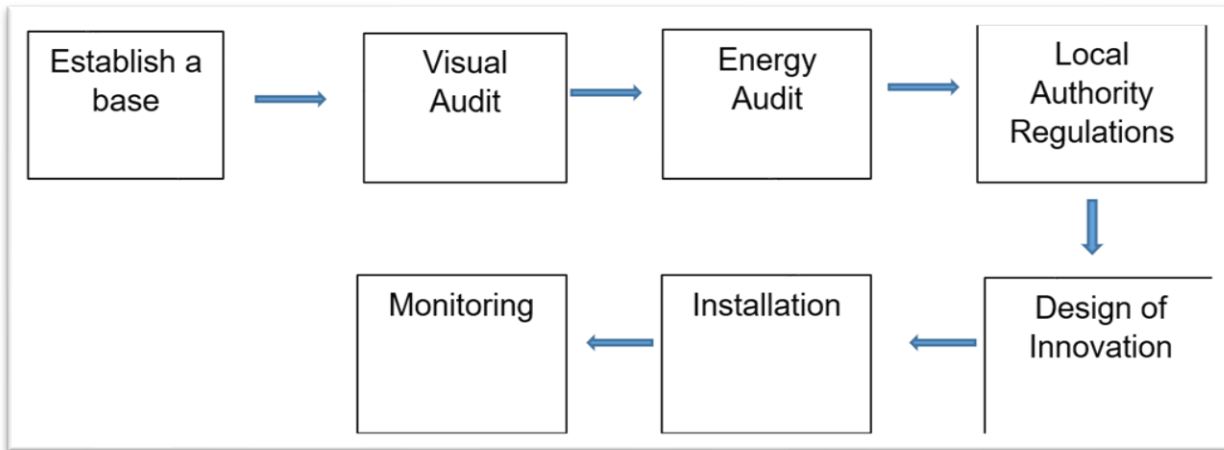 Establish a
base
Visual
Audit
Energy
Audit
Local
Authority
Regulations
Design of
Innovation
Installation
Monitoring